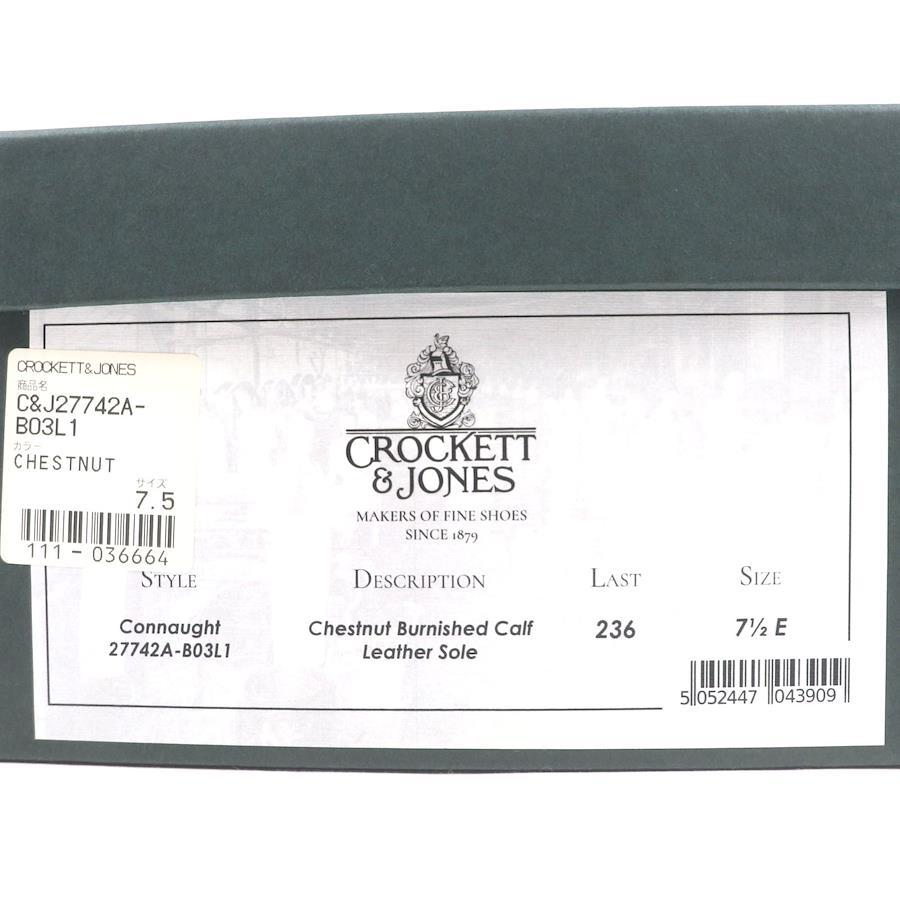 CROCKETT&JONES
商品名
C&J27742A-
B03L1
カラー
CHESTNUT
サイズ
7.5
111-036664
CROCKETT
& JONES
MAKERS OF FINE SHOES
SINCE 1879
STYLE DESCRIPTION LAST SIZE
Connaught Chestnut Burnished Calf 236 7½ E
27742A-B03L1 Leather Sole
5 052447 043909